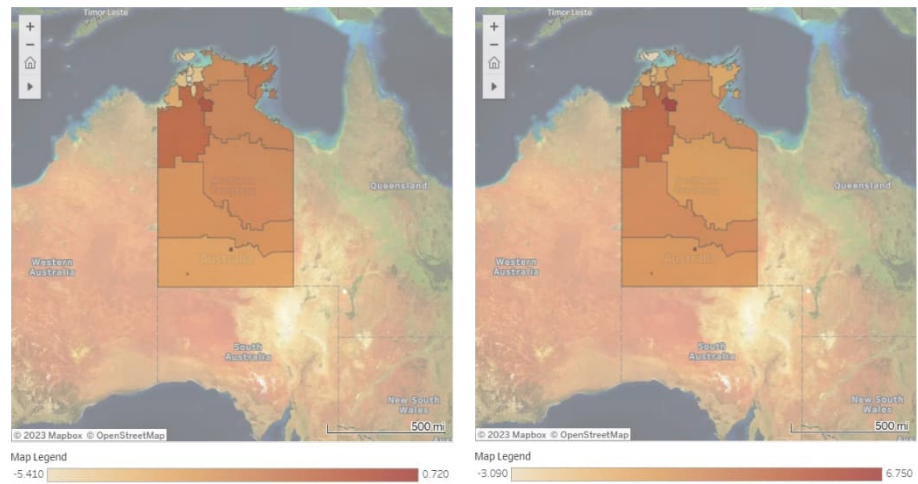 Timor-Leste
+
−
Queensland
Western
Australia
Australia
South
Australia
New South
Wales
500 mi
© 2023 Mapbox © OpenStreetMap
Map Legend
-5.410
0.720
Timor-Leste
+
−
Queensland
Western
Australia
Australia
South
Australia
New South
Wales
500 mi
© 2023 Mapbox © OpenStreetMap
Map Legend
-3.090
6.750